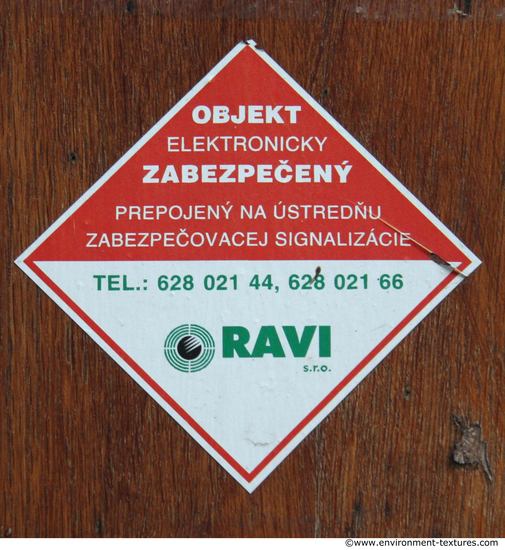 OBJEKT
ELEKTRONICKY
ZABEZPEČENÝ
PREPOJENÝ NA ÚSTREDŇU
ZABEZPEČOVACEJ SIGNALIZÁCIE
TEL.: 628 021 44, 628 021 66
RAVI
s.r.o.
©www.environment-textures.com